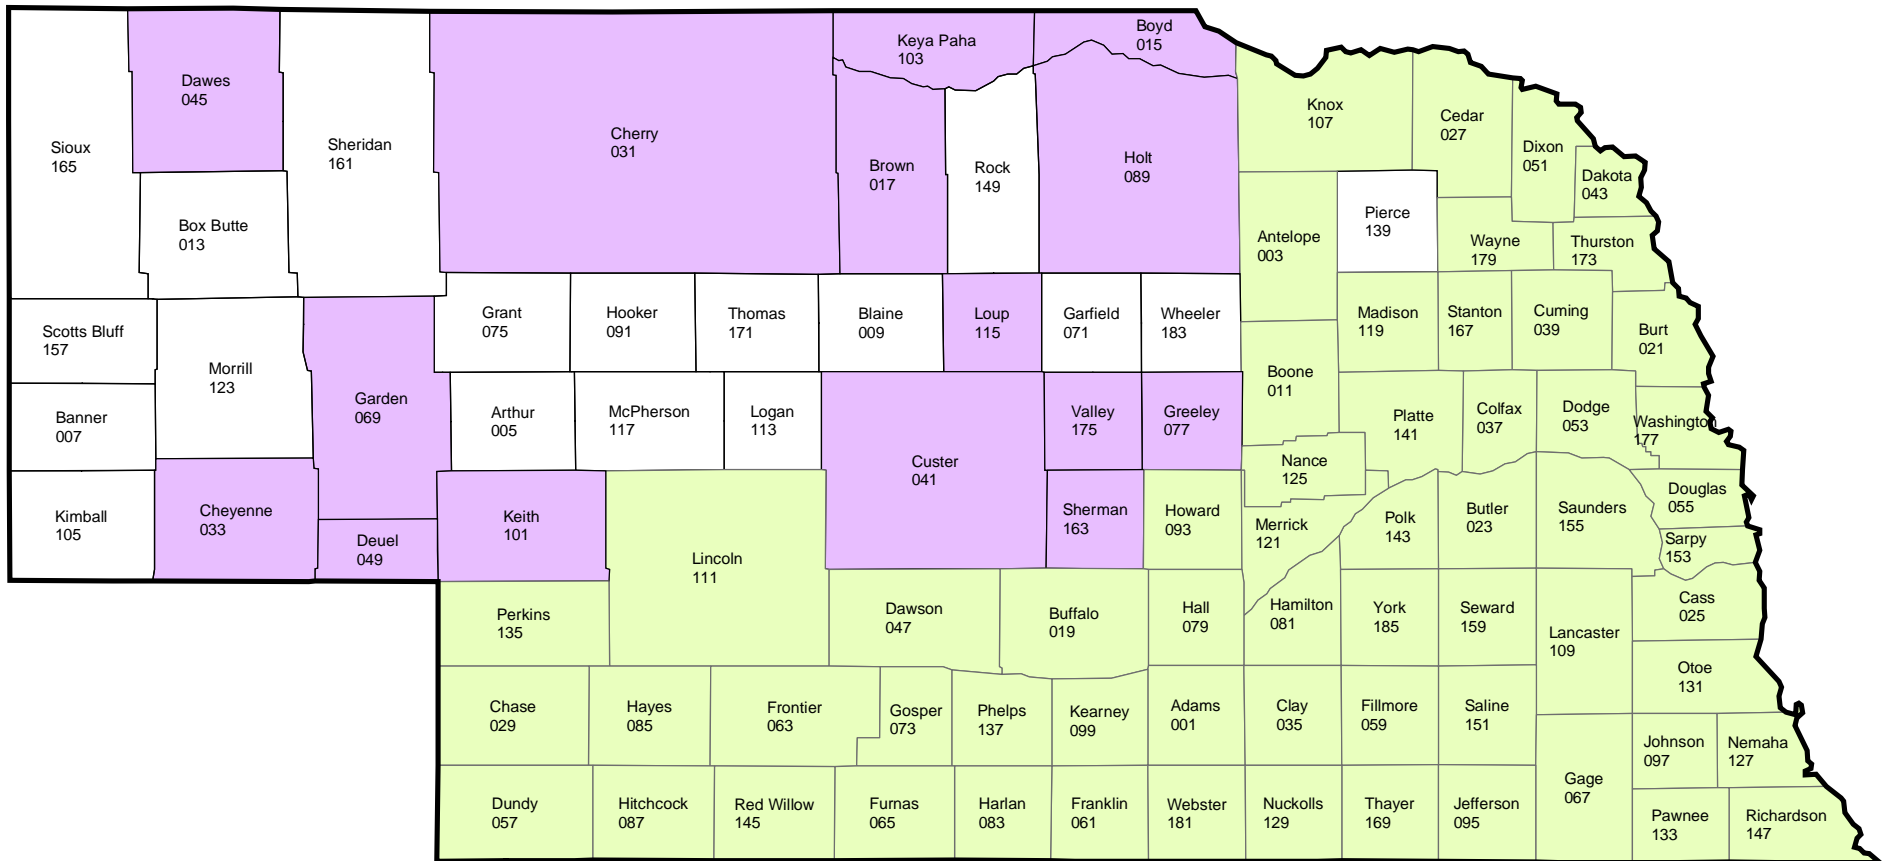 Sioux
165
Dawes
045
Box Butte
013
Sheridan
161
Cherry
031
Keya Paha
103
Boyd
015
Brown
017
Rock
149
Holt
089
Knox
107
Cedar
027
Dixon
051
Dakota
043
Antelope
003
Pierce
139
Wayne
179
Thurston
173
Scotts Bluff
157
Morrill
123
Garden
069
Grant
075
Hooker
091
Thomas
171
Blaine
009
Loup
115
Garfield
071
Wheeler
183
Boone
011
Madison
119
Stanton
167
Cuming
039
Burt
021
Banner
007
Arthur
005
McPherson
117
Logan
113
Custer
041
Valley
175
Greeley
077
Nance
125
Platte
141
Colfax
037
Dodge
053
Washington
177
Kimball
105
Cheyenne
033
Deuel
049
Keith
101
Lincoln
111
Sherman
163
Howard
093
Merrick
121
Polk
143
Butler
023
Saunders
155
Douglas
055
Sarpy
153
Perkins
135
Dawson
047
Buffalo
019
Hall
079
Hamilton
081
York
185
Seward
159
Lancaster
109
Cass
025
Otoe
131
Chase
029
Hayes
085
Frontier
063
Gosper
073
Phelps
137
Kearney
099
Adams
001
Clay
035
Fillmore
059
Saline
151
Johnson
097
Nemaha
127
Dundy
057
Hitchcock
087
Red Willow
145
Furnas
065
Harlan
083
Franklin
061
Webster
181
Nuckolls
129
Thayer
169
Jefferson
095
Gage
067
Pawnee
133
Richardson
147